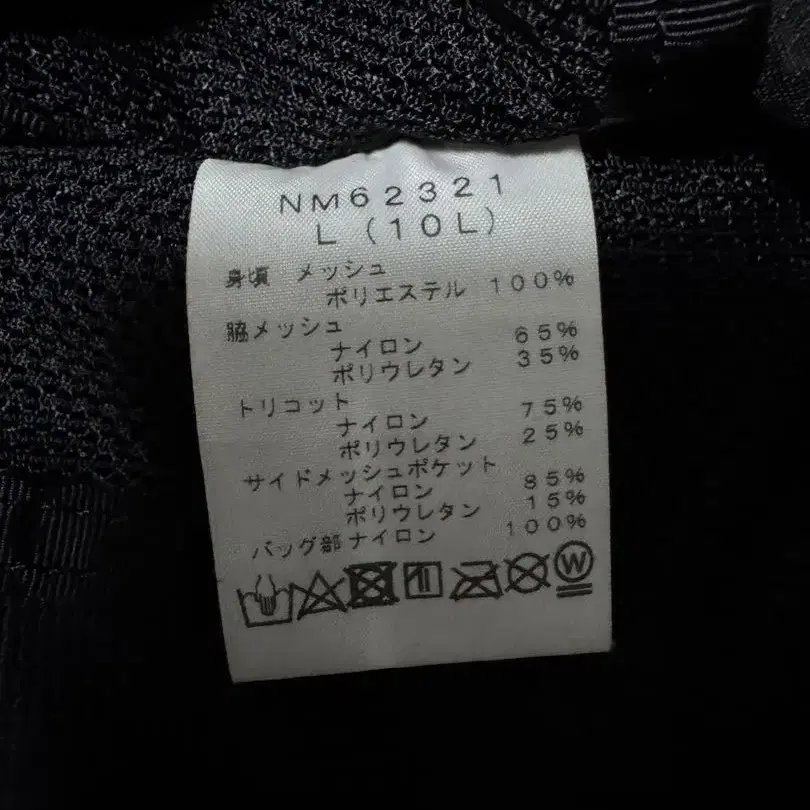 NM62321
L（10L）
身頃 メッシュ
ポリエステル 100%
脇メッシュ
ナイロン 65%
ポリウレタン 35%
トリコット
ナイロン 75%
ポリウレタン 25%
サイドメッシュポケット
ナイロン 85%
ポリウレタン 15%
バッグ部 ナイロン 100%
W